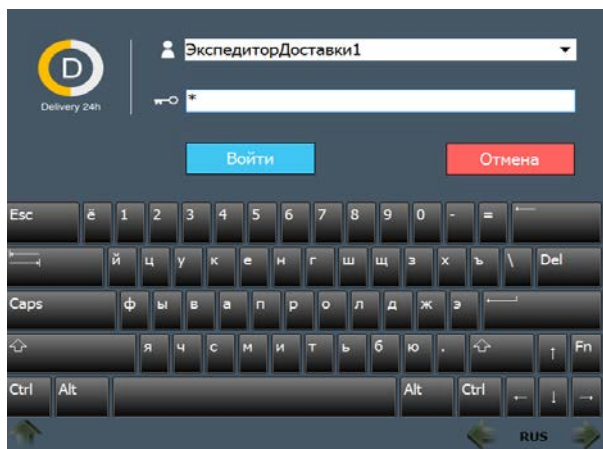 ЭкспедиторДоставки1
D
Delivery 24h
*
Войти Отмена
Esc ё 1 2 3 4 5 6 7 8 9 0 - =
й ц у к е н г ш щ з х ъ \ Del
Caps ф ы в а п р о л д ж э
я ч с м и т ь б ю . Fn
Ctrl Alt Alt Ctrl
RUS